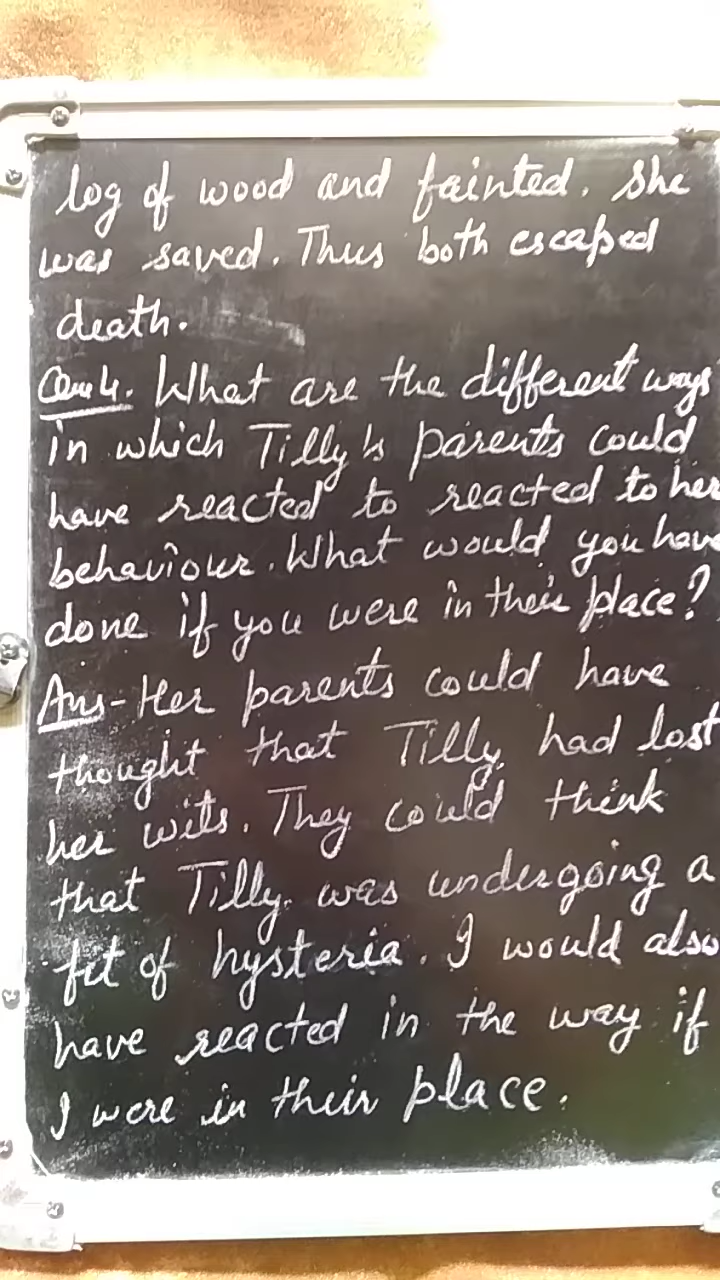 log of wood and fainted. She
was saved. Thus both escaped
death.
Ques 4. What are the different ways
in which Tilly's parents could
have reacted to reacted to her
behaviour. What would you have
done if you were in their place?
Ans - Her parents could have
thought that Tilly had lost
her wits. They could think
that Tilly was undergoing a
fit of hysteria. I would also
have reacted in the way if
I were in their place.